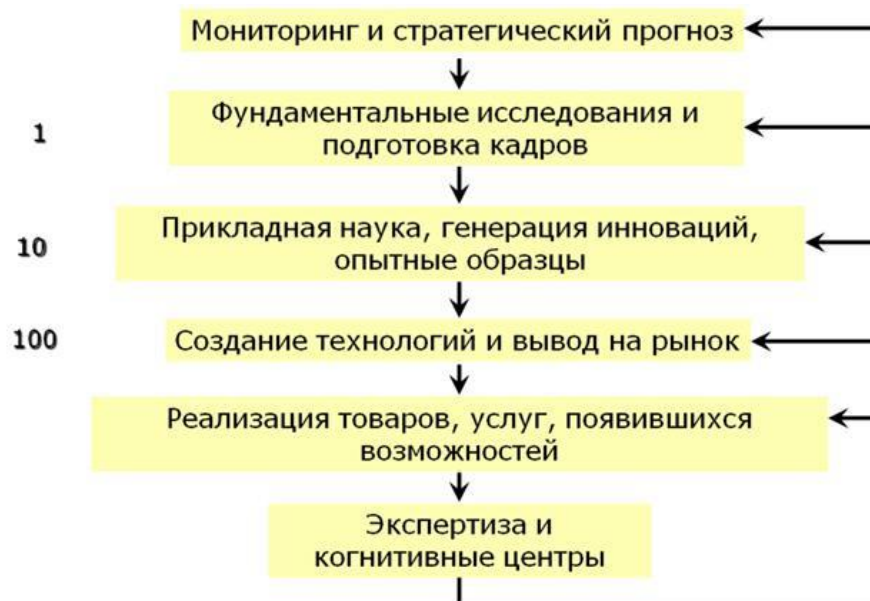 Мониторинг и стратегический прогноз
1
Фундаментальные исследования и
подготовка кадров
10
Прикладная наука, генерация инноваций,
опытные образцы
100
Создание технологий и вывод на рынок
Реализация товаров, услуг, появившихся
возможностей
Экспертиза и
когнитивные центры